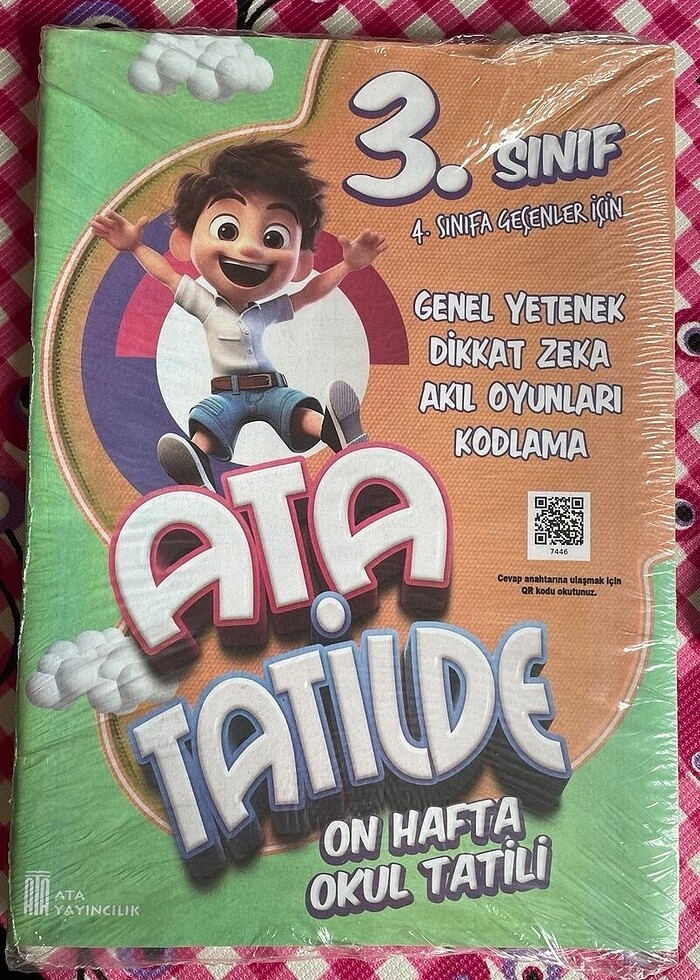 3. SINIF
4. SINIFA GEÇENLER İÇİN
GENEL YETENEK
DİKKAT ZEKA
AKIL OYUNLARI
KODLAMA
7446
Cevap anahtarına ulaşmak için
QR kodu okutunuz.
ATA
TATİLDE
ON HAFTA
OKUL TATİLİ
ATA
ATA
YAYINCILIK